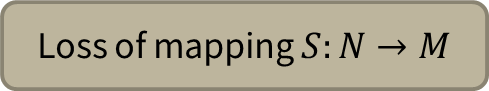 Loss of mapping S: N → M